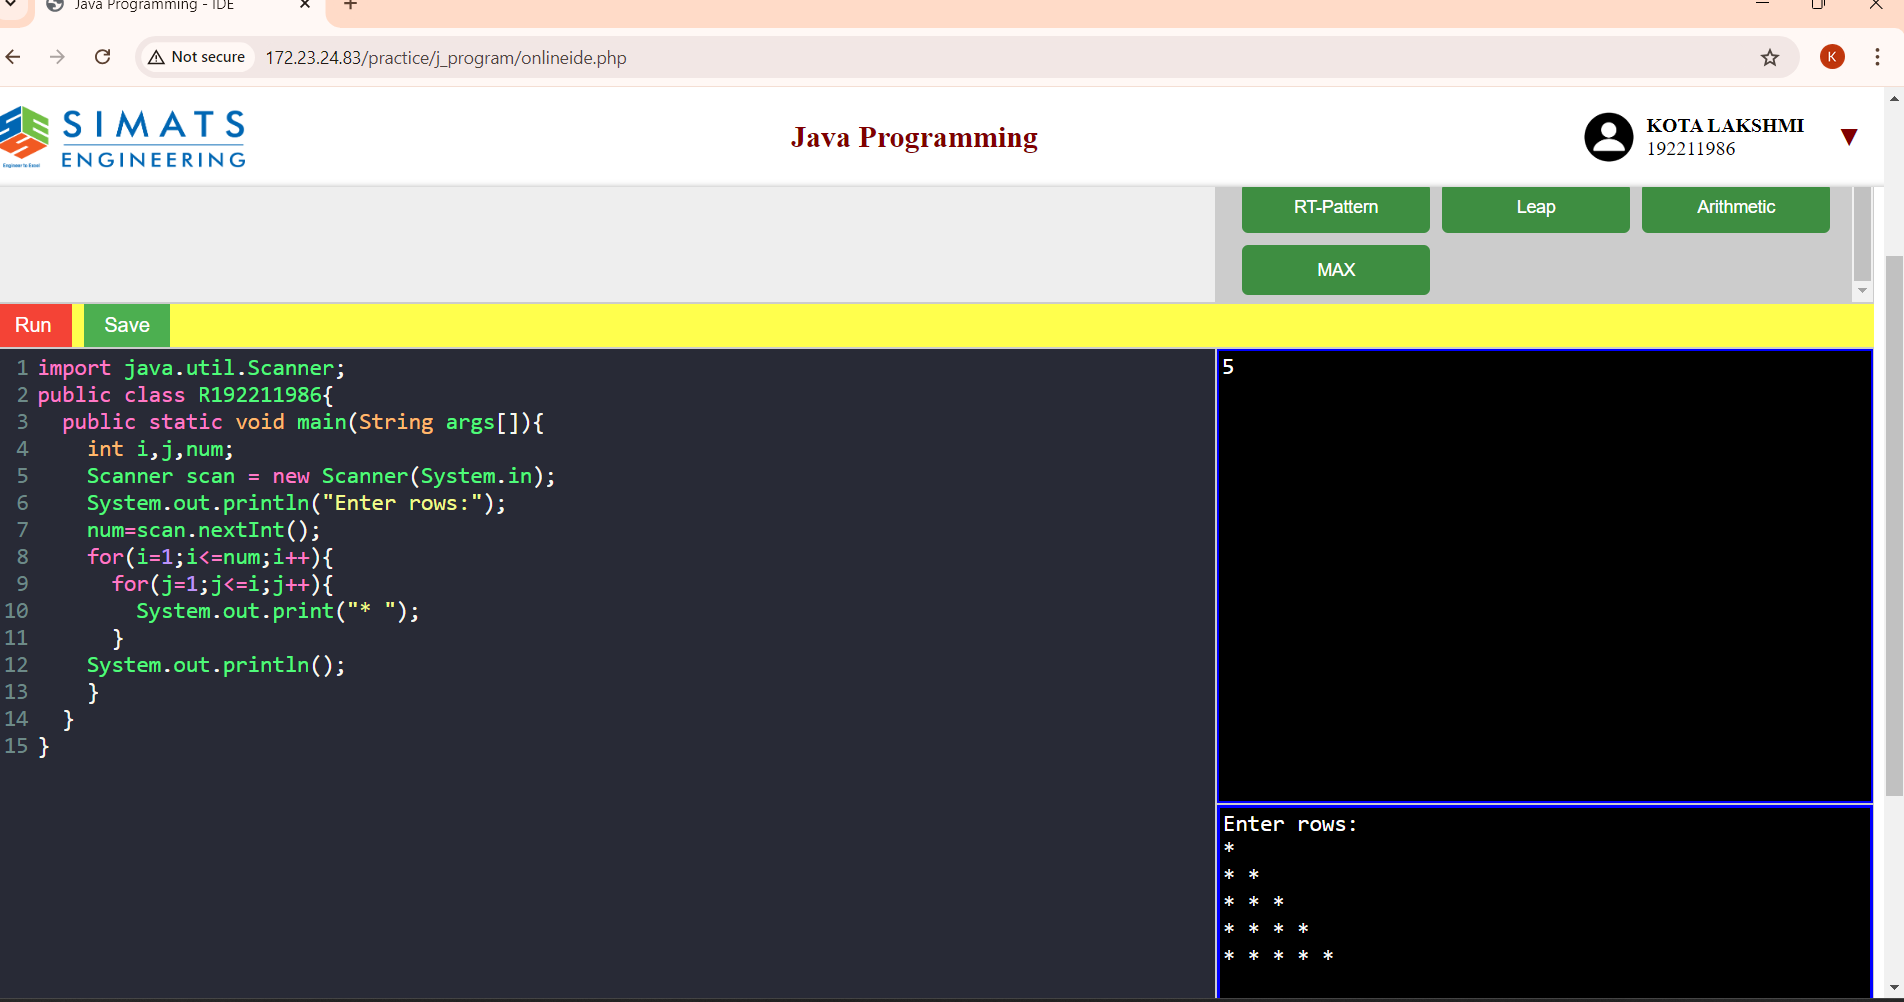 Java Programming - IDE
Not secure
172.23.24.83/practice/j_program/onlineide.php
K
SIMATS
ENGINEERING
Engineer to Excel
Java Programming
KOTA LAKSHMI
192211986
RT-Pattern
Leap
Arithmetic
MAX
Run
Save
1 import java.util.Scanner;
2 public class R192211986{
3   public static void main(String args[]){
4     int i,j,num;
5     Scanner scan = new Scanner(System.in);
6     System.out.println("Enter rows:");
7     num=scan.nextInt();
8     for(i=1;i<=num;i++){
9       for(j=1;j<=i;j++){
10         System.out.print("* ");
11       }
12     System.out.println();
13     }
14   }
15 }
5
Enter rows:
*
* *
* * *
* * * *
* * * * *